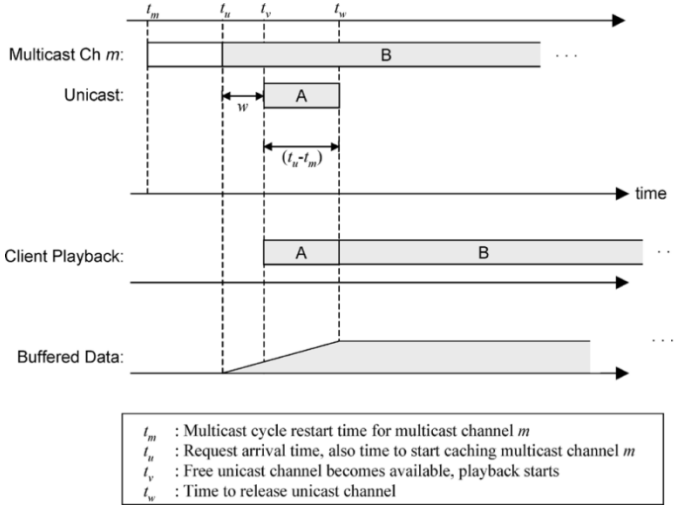 t_m t_u t_v t_w
Multicast Ch m: B . . .
Unicast: A
w
(t_u-t_m)
time
Client Playback: A B . .
. . .
Buffered Data:
t_m : Multicast cycle restart time for multicast channel m
t_u : Request arrival time, also time to start caching multicast channel m
t_v : Free unicast channel becomes available, playback starts
t_w : Time to release unicast channel